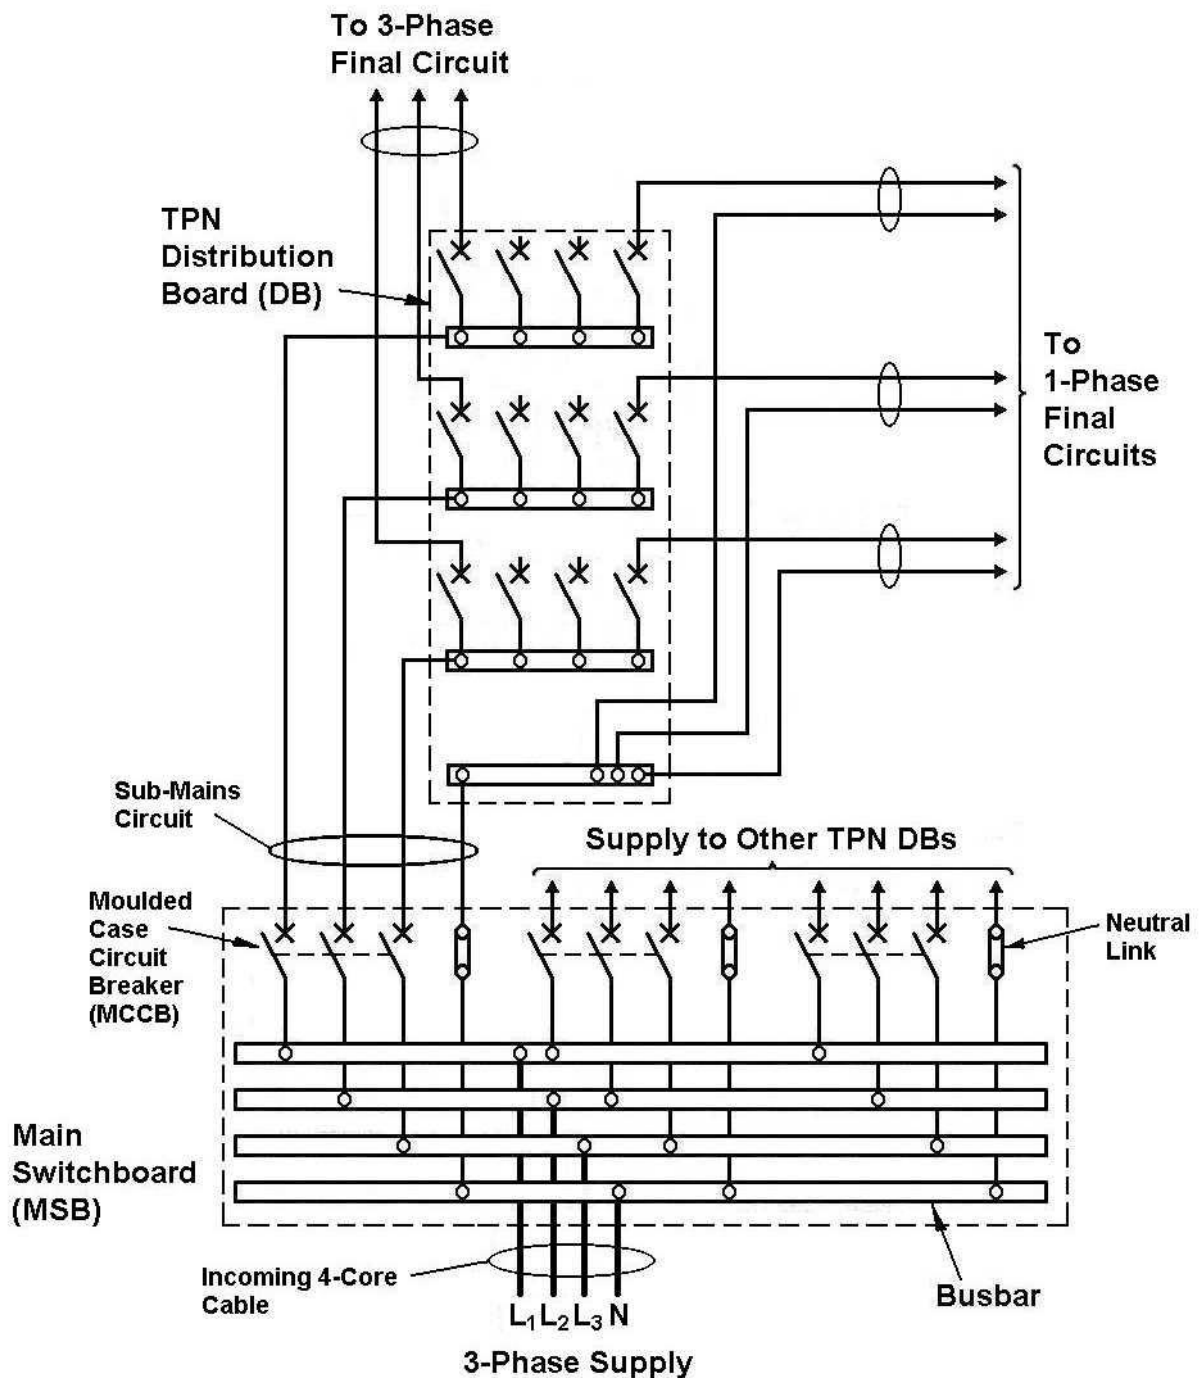 To 3-Phase
Final Circuit
TPN
Distribution
Board (DB)
To
1-Phase
Final
Circuits
Sub-Mains
Circuit
Supply to Other TPN DBs
Moulded
Case
Circuit
Breaker
(MCCB)
Neutral
Link
Main
Switchboard
(MSB)
Incoming 4-Core
Cable
Busbar
L₁ L₂ L₃ N
3-Phase Supply